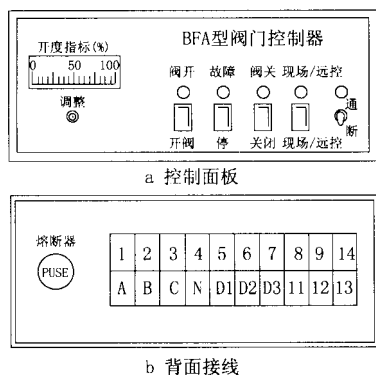 BFA型阀门控制器
开度指标(%)
0 50 100
调整
阀开 故障 阀关 现场/远控
通
断
开阀 停 关闭 现场/远控
a 控制面板
熔断器
PUSE
1 2 3 4 5 6 7 8 9 14
A B C N D1 D2 D3 11 12 13
b 背面接线